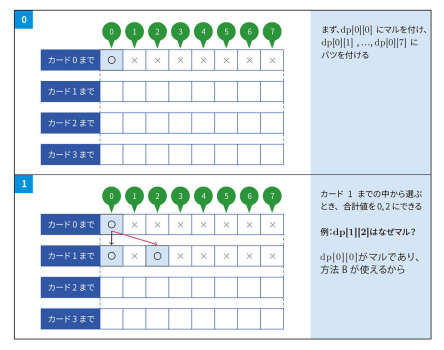 0
0 1 2 3 4 5 6 7
カード 0 まで ○ × × × × × × ×
カード 1 まで
カード 2 まで
カード 3 まで
まず、dp[0][0] にマルを付け、
dp[0][1] , …, dp[0][7] に
バツを付ける
1
0 1 2 3 4 5 6 7
カード 0 まで ○ × × × × × × ×
カード 1 まで ○ ○
カード 2 まで
カード 3 まで
カード 1 までの中から選ぶ
とき、合計値を0, 2 にできる
例:dp[1][2]はなぜマル?
dp[0][0]がマルであり、
方法 B が使えるから